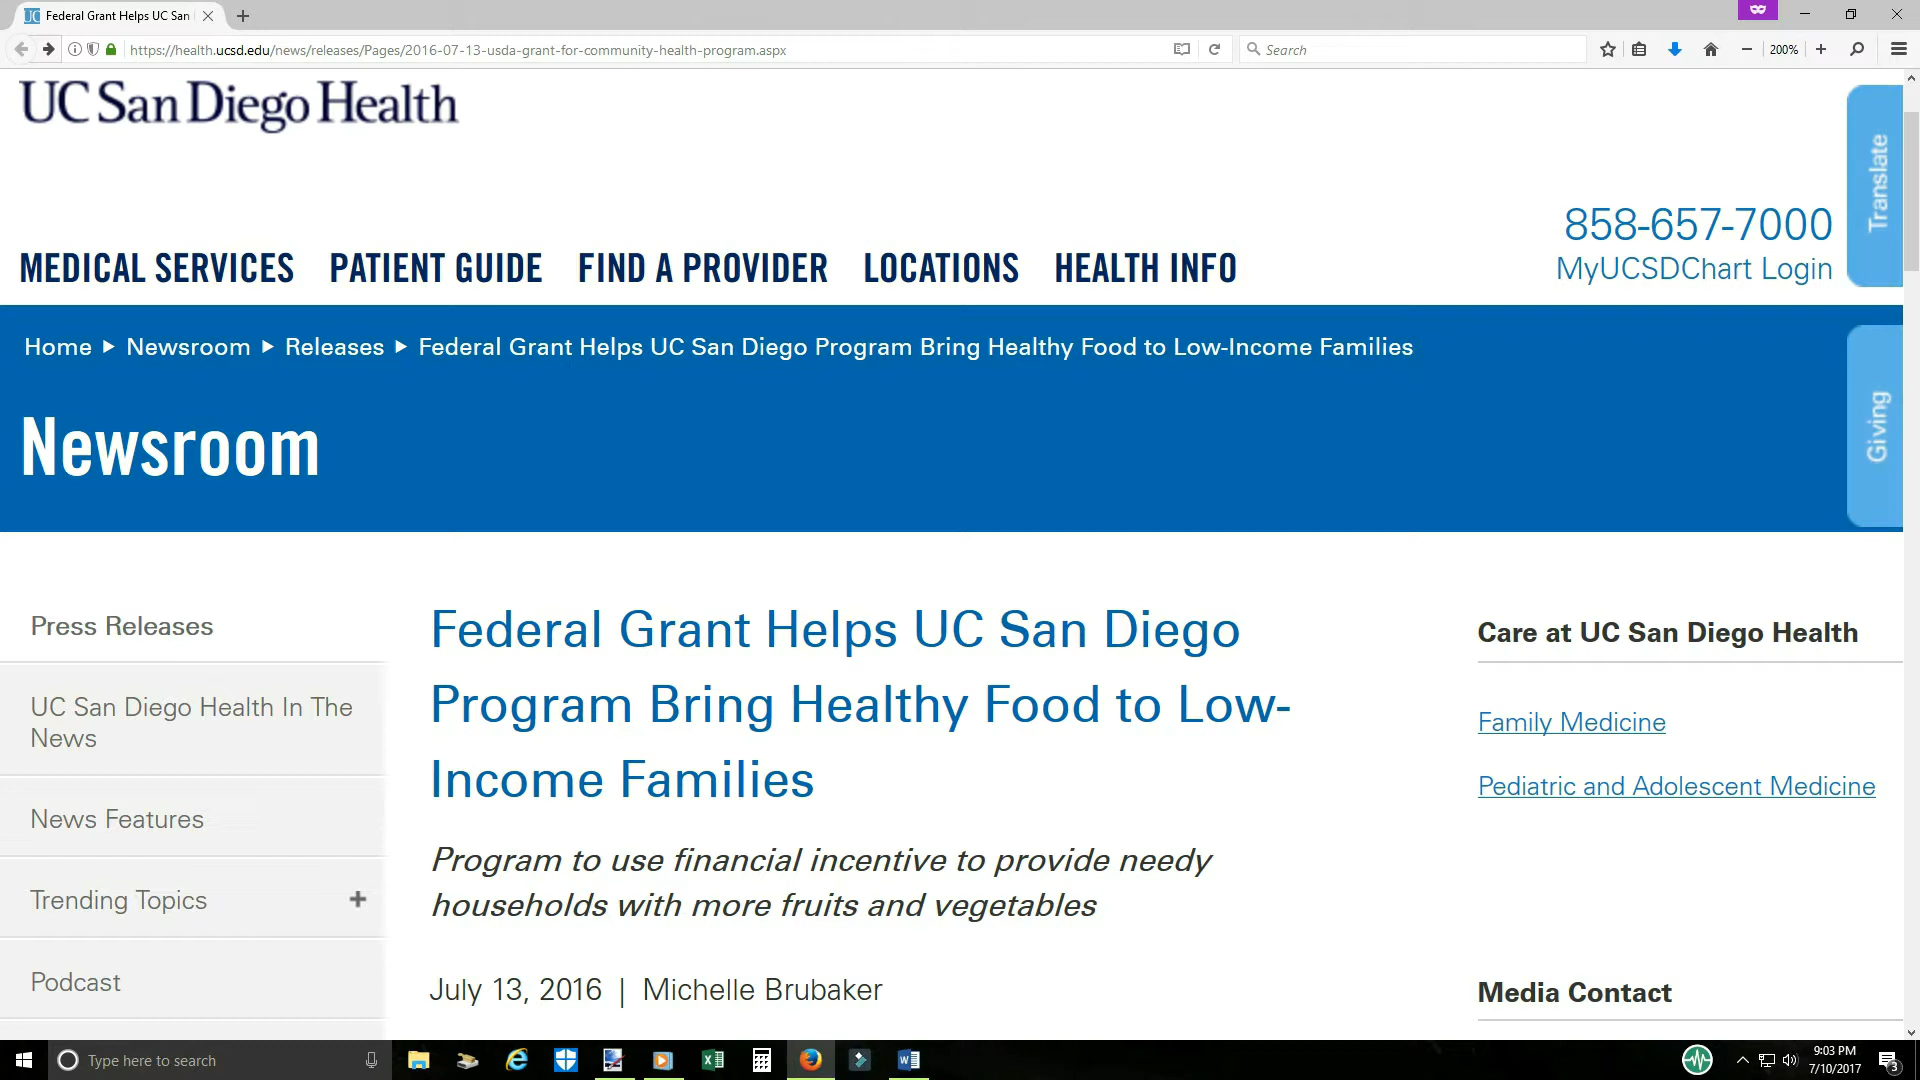 Federal Grant Helps UC San
https://health.ucsd.edu/news/releases/Pages/2016-07-13-usda-grant-for-community-health-program.aspx
Search
200%
UC San Diego Health
Translate
858-657-7000
MyUCSDChart Login
MEDICAL SERVICES PATIENT GUIDE FIND A PROVIDER LOCATIONS HEALTH INFO
Home Newsroom Releases Federal Grant Helps UC San Diego Program Bring Healthy Food to Low-Income Families
Giving
Newsroom
Press Releases
UC San Diego Health In The
News
News Features
Trending Topics +
Podcast
Federal Grant Helps UC San Diego
Program Bring Healthy Food to Low-
Income Families
Program to use financial incentive to provide needy
households with more fruits and vegetables
July 13, 2016 | Michelle Brubaker
Care at UC San Diego Health
Family Medicine
Pediatric and Adolescent Medicine
Media Contact
Type here to search
9:03 PM
7/10/2017
3